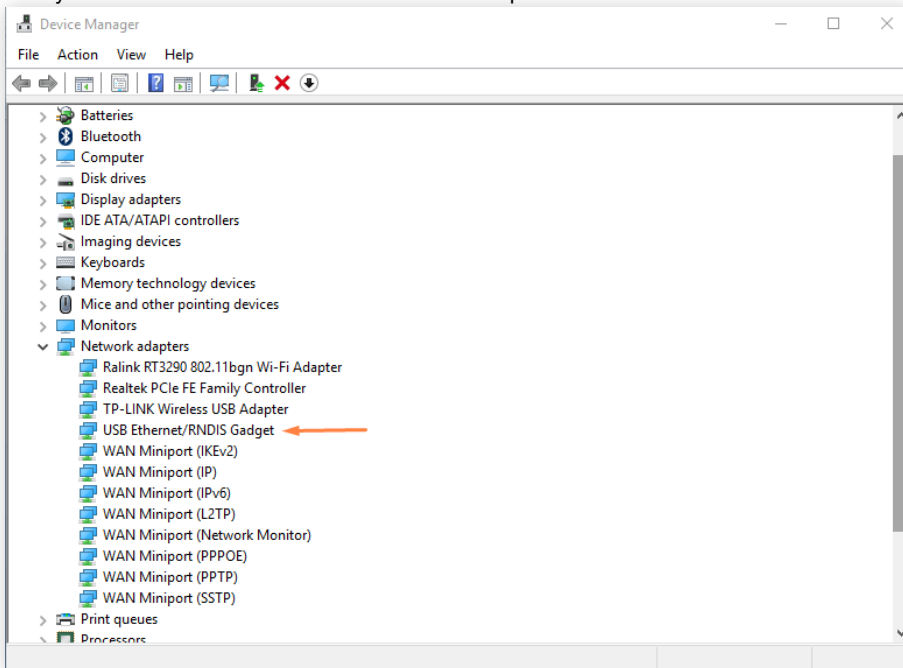 Device Manager
File Action View Help
Batteries
Bluetooth
Computer
Disk drives
Display adapters
IDE ATA/ATAPI controllers
Imaging devices
Keyboards
Memory technology devices
Mice and other pointing devices
Monitors
Network adapters
Ralink RT3290 802.11bgn Wi-Fi Adapter
Realtek PCIe FE Family Controller
TP-LINK Wireless USB Adapter
USB Ethernet/RNDIS Gadget
WAN Miniport (IKEv2)
WAN Miniport (IP)
WAN Miniport (IPv6)
WAN Miniport (L2TP)
WAN Miniport (Network Monitor)
WAN Miniport (PPPOE)
WAN Miniport (PPTP)
WAN Miniport (SSTP)
Print queues
Processors